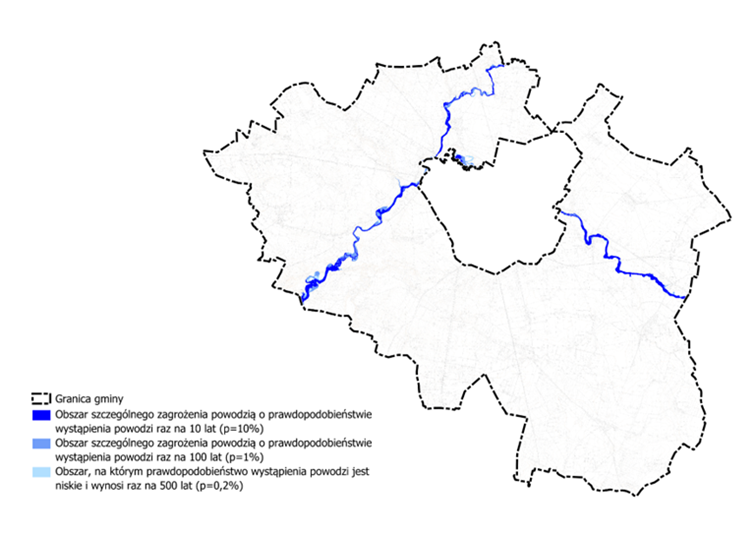 Granica gminy
Obszar szczególnego zagrożenia powodzią o prawdopodobieństwie
wystąpienia powodzi raz na 10 lat (p=10%)
Obszar szczególnego zagrożenia powodzią o prawdopodobieństwie
wystąpienia powodzi raz na 100 lat (p=1%)
Obszar, na którym prawdopodobieństwo wystąpienia powodzi jest
niskie i wynosi raz na 500 lat (p=0,2%)